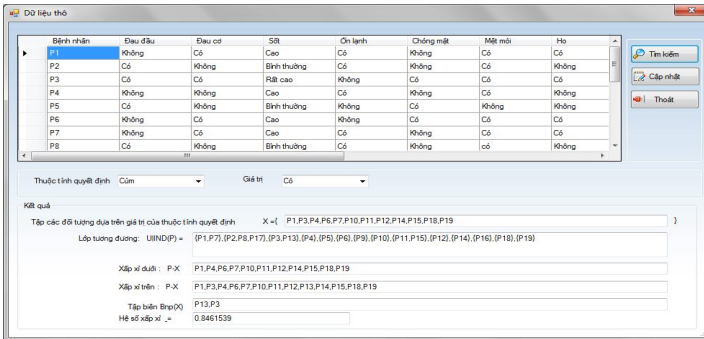 Dữ liệu thô
Bệnh nhân Đau đầu Đau cơ Sốt Ớn lạnh Chóng mặt Mệt mỏi Ho
P1 Không Có Cao Có Không Có Có
P2 Có Không Bình thường Có Không Có Không
P3 Có Có Rất cao Không Có Có Có
P4 Không Có Cao Có Không Có Không
P5 Có Không Bình thường Không Có Không Không
P6 Không Có Cao Không Có Có Có
P7 Không Có Cao Có Không Có Có
P8 Có Không Bình thường Có Không có Không
Tìm kiếm
Cập nhật
Thoát
Thuộc tính quyết định Cúm Giá trị Có
Kết quả
Tập các đối tượng dựa trên giá trị của thuộc tính quyết định X ={ P1,P3,P4,P6,P7,P10,P11,P12,P14,P15,P18,P19 }
Lớp tương đương: UIIND(P) = {P1,P7},{P2,P8,P17},{P3,P13},{P4},{P5},{P6},{P9},{P10},{P11,P15},{P12},{P14},{P16},{P18},{P19}
Xấp xỉ dưới : P-X P1,P4,P6,P7,P10,P11,P12,P14,P15,P18,P19
Xấp xỉ trên : P-X P1,P3,P4,P6,P7,P10,P11,P12,P13,P14,P15,P18,P19
Tập biên Bnp(X) P13,P3
Hệ số xấp xỉ _= 0.8461539